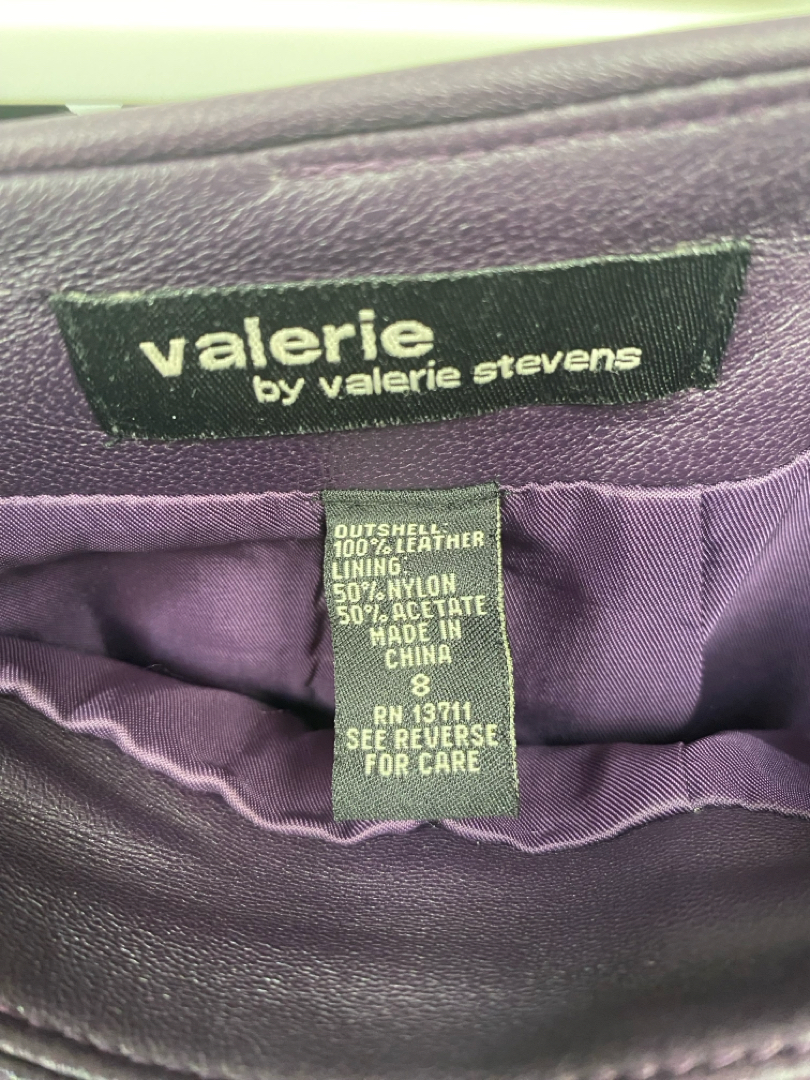 valerie
by valerie stevens
OUTSHELL:
100% LEATHER
LINING:
50% NYLON
50% ACETATE
MADE IN
CHINA
8
RN 13711
SEE REVERSE
FOR CARE